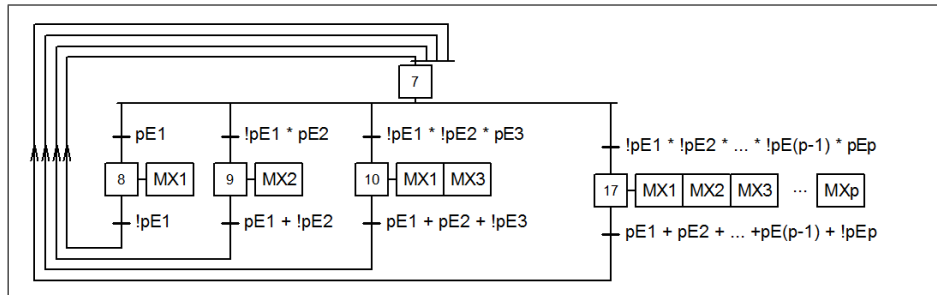 7
pE1
!pE1 * pE2
!pE1 * !pE2 * pE3
!pE1 * !pE2 * ... * !pE(p-1) * pEp
8 MX1
9 MX2
10 MX1 MX3
17 MX1 MX2 MX3 ... MXp
!pE1
pE1 + !pE2
pE1 + pE2 + !pE3
pE1 + pE2 + ... +pE(p-1) + !pEp